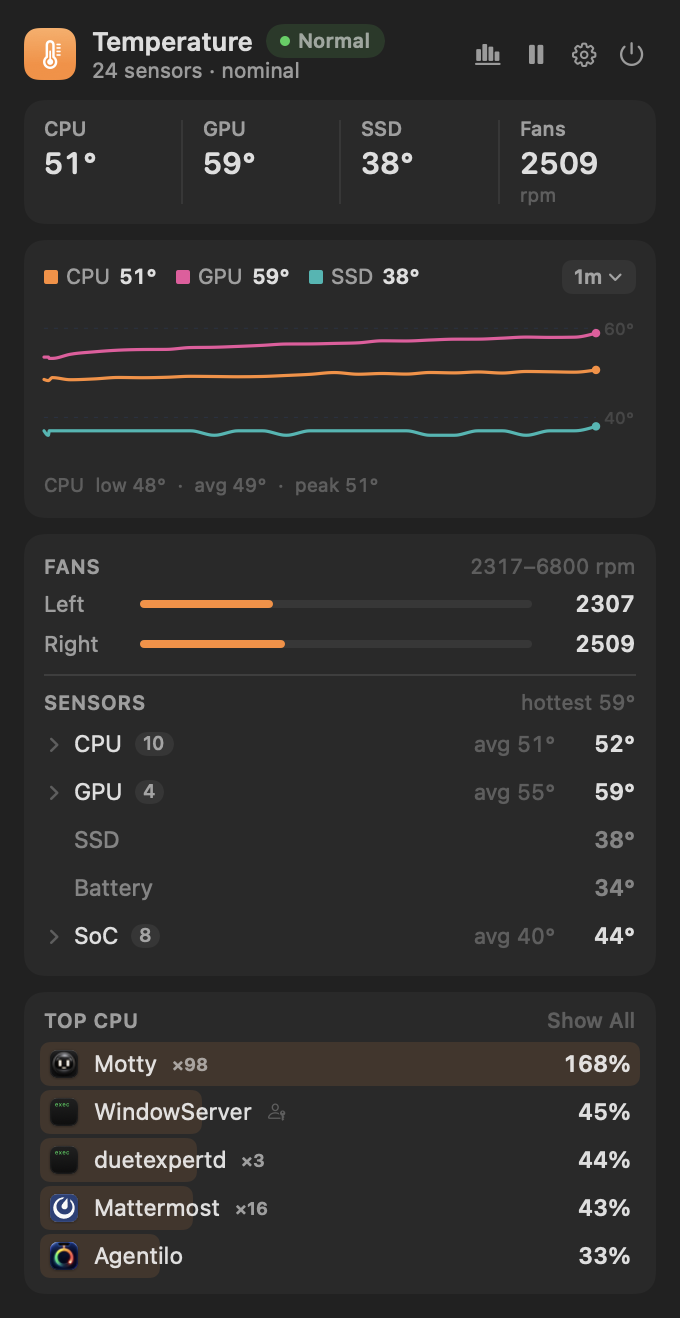 Temperature Normal
24 sensors · nominal
CPU GPU SSD Fans
51° 59° 38° 2509
rpm
CPU 51° GPU 59° SSD 38° 1m
60°
40°
CPU low 48° · avg 49° · peak 51°
FANS 2317–6800 rpm
Left 2307
Right 2509
SENSORS hottest 59°
CPU 10 avg 51° 52°
GPU 4 avg 55° 59°
SSD 38°
Battery 34°
SoC 8 avg 40° 44°
TOP CPU Show All
Motty ×98 168%
exec WindowServer 45%
exec duetexpertd ×3 44%
Mattermost ×16 43%
Agentilo 33%